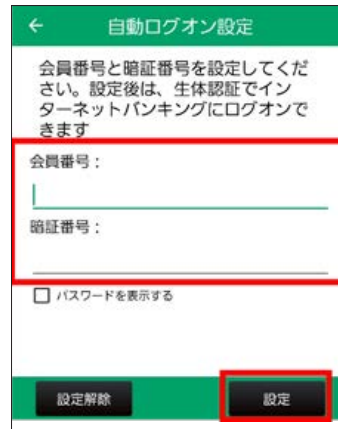 ← 自動ログオン設定
会員番号と暗証番号を設定してくだ
さい。設定後は、生体認証でイン
ターネットバンキングにログオンで
きます
会員番号：
暗証番号：
パスワードを表示する
設定解除 設定